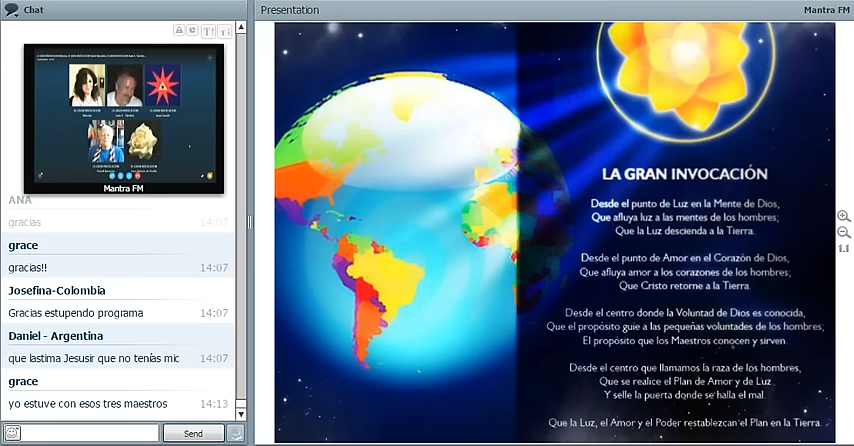 Chat
Mantra FM
ANA
gracias 14:07
grace
gracias!! 14:07
Josefina-Colombia
Gracias estupendo programa 14:07
Daniel - Argentina
que lastima Jesusir que no tenías mic 14:07
grace
yo estuve con esos tres maestros 14:13
Send
Presentation
Mantra FM
LA GRAN INVOCACIÓN
Desde el punto de Luz en la Mente de Dios,
Que afluya luz a las mentes de los hombres;
Que la Luz descienda a la Tierra.
Desde el punto de Amor en el Corazón de Dios,
Que afluya amor a los corazones de los hombres;
Que Cristo retorne a la Tierra.
Desde el centro donde la Voluntad de Dios es conocida,
Que el propósito guíe a las pequeñas voluntades de los hombres;
El propósito que los Maestros conocen y sirven.
Desde el centro que llamamos la raza de los hombres,
Que se realice el Plan de Amor y de Luz
Y selle la puerta donde se halla el mal.
Que la Luz, el Amor y el Poder restablezcan el Plan en la Tierra.
1:1